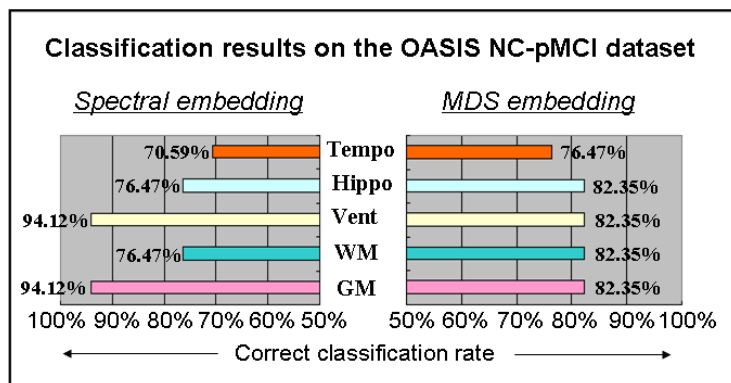 Classification results on the OASIS NC-pMCI dataset
Spectral embedding MDS embedding
70.59% Tempo 76.47%
76.47% Hippo 82.35%
94.12% Vent 82.35%
76.47% WM 82.35%
94.12% GM 82.35%
100% 90% 80% 70% 60% 50% 50% 60% 70% 80% 90% 100%
Correct classification rate